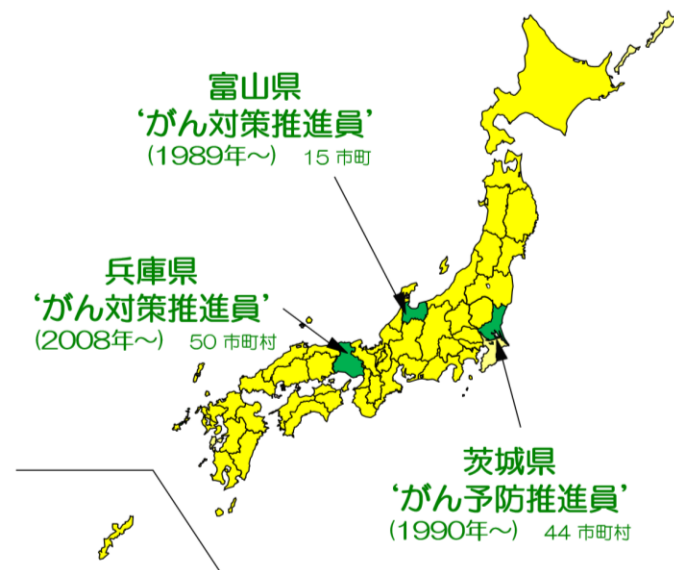 富山県
‘がん対策推進員’
(1989年～) 15 市町
兵庫県
‘がん対策推進員’
(2008年～) 50 市町村
茨城県
‘がん予防推進員’
(1990年～) 44 市町村